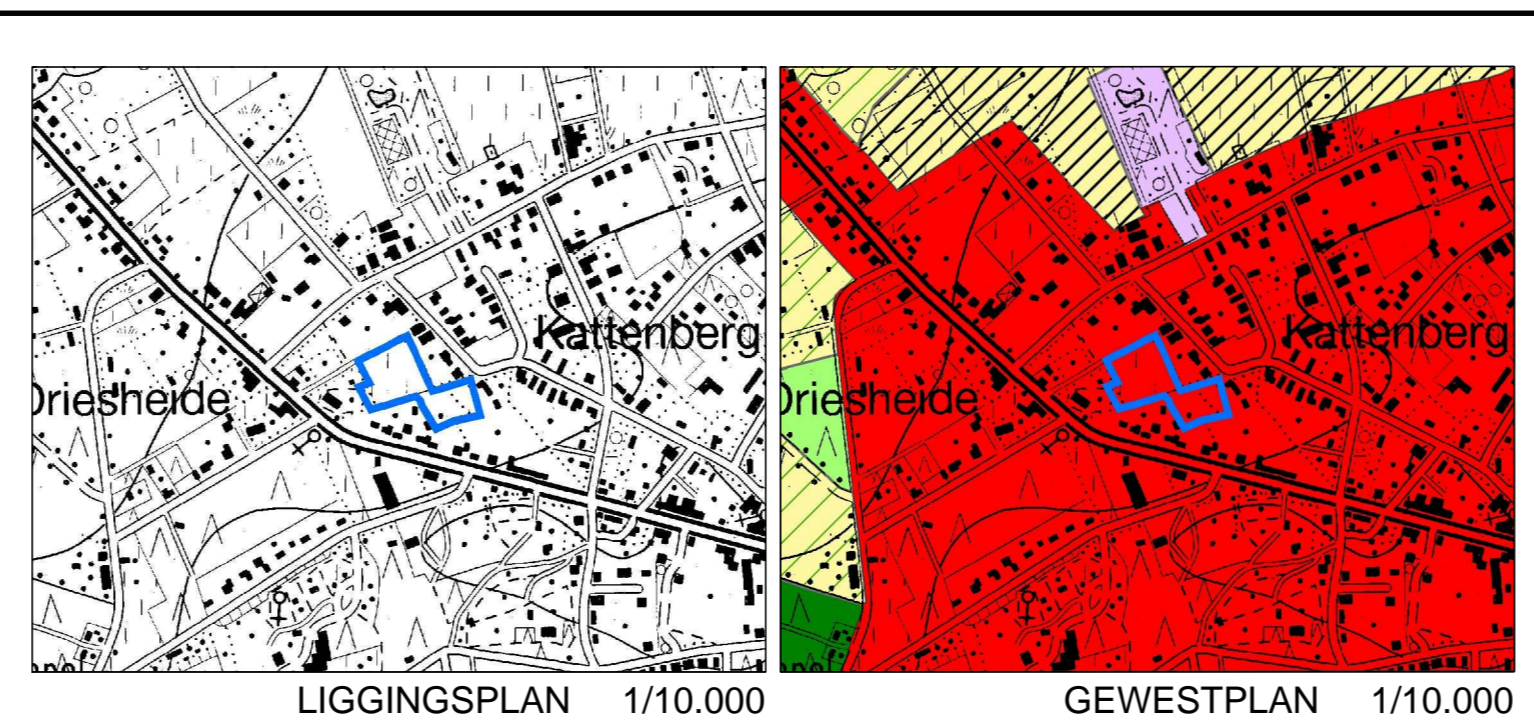 Kattenberg
Driesheide
LIGGINGSPLAN 1/10.000
Kattenberg
Driesheide
GEWESTPLAN 1/10.000